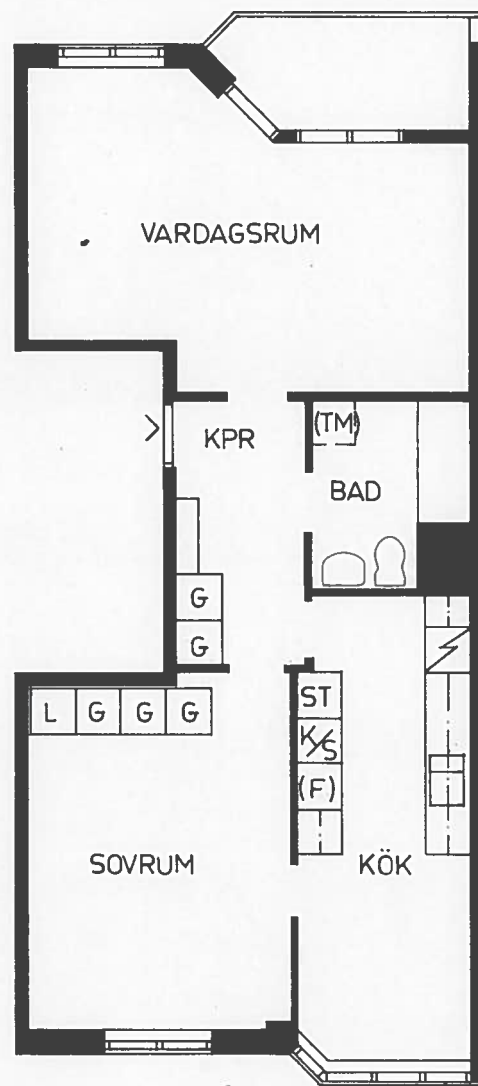 VARDAGSRUM
KPR
(TM)
BAD
G
G
L G G G
ST
K/S
(F)
SOVRUM
KÖK